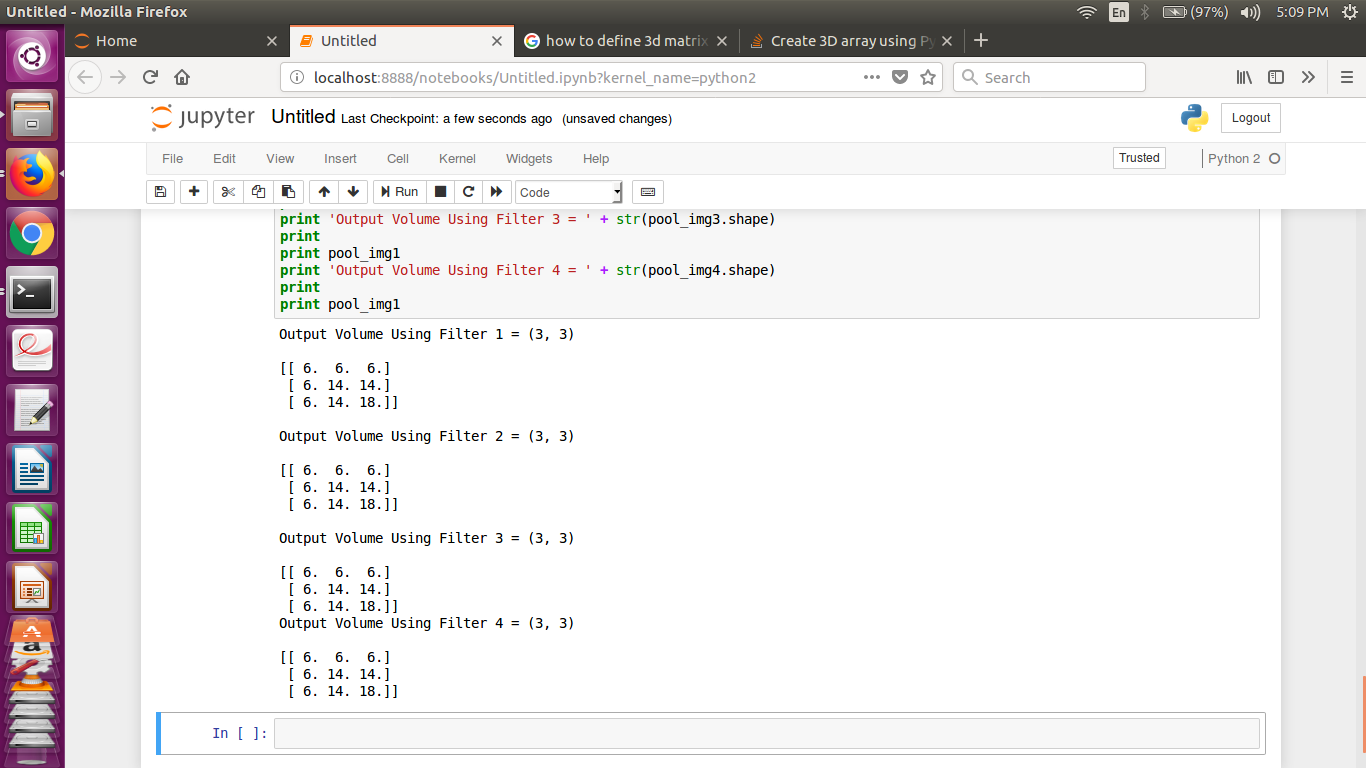 Untitled - Mozilla Firefox
En
(97%)
5:09 PM
Home
Untitled
how to define 3d matrix
Create 3D array using Py
localhost:8888/notebooks/Untitled.ipynb?kernel_name=python2
Search
jupyter Untitled Last Checkpoint: a few seconds ago (unsaved changes)
Logout
File Edit View Insert Cell Kernel Widgets Help
Trusted
Python 2
Run
Code
print 'Output Volume Using Filter 3 = ' + str(pool_img3.shape)
print
print pool_img1
print 'Output Volume Using Filter 4 = ' + str(pool_img4.shape)
print
print pool_img1
Output Volume Using Filter 1 = (3, 3)
[[ 6.  6.  6.]
 [ 6. 14. 14.]
 [ 6. 14. 18.]]
Output Volume Using Filter 2 = (3, 3)
[[ 6.  6.  6.]
 [ 6. 14. 14.]
 [ 6. 14. 18.]]
Output Volume Using Filter 3 = (3, 3)
[[ 6.  6.  6.]
 [ 6. 14. 14.]
 [ 6. 14. 18.]]
Output Volume Using Filter 4 = (3, 3)
[[ 6.  6.  6.]
 [ 6. 14. 14.]
 [ 6. 14. 18.]]
In [ ]: